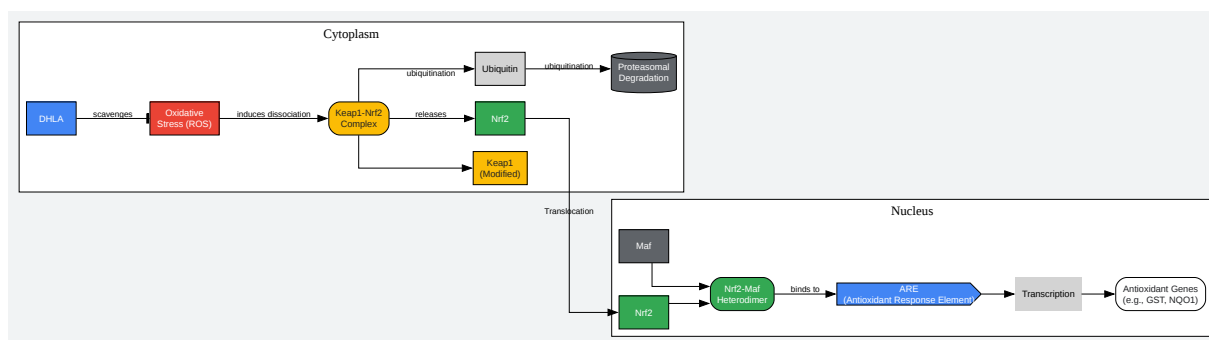 Cytoplasm
ubiquitination
Ubiquitin
ubiquitination
Proteasomal
Degradation
DHLA
scavenges
Oxidative
Stress (ROS)
induces dissociation
Keap1-Nrf2
Complex
releases
Nrf2
Keap1
(Modified)
Translocation
Nucleus
Maf
Nrf2
Nrf2-Maf
Heterodimer
binds to
ARE
(Antioxidant Response Element)
Transcription
Antioxidant Genes
(e.g., GST, NQO1)